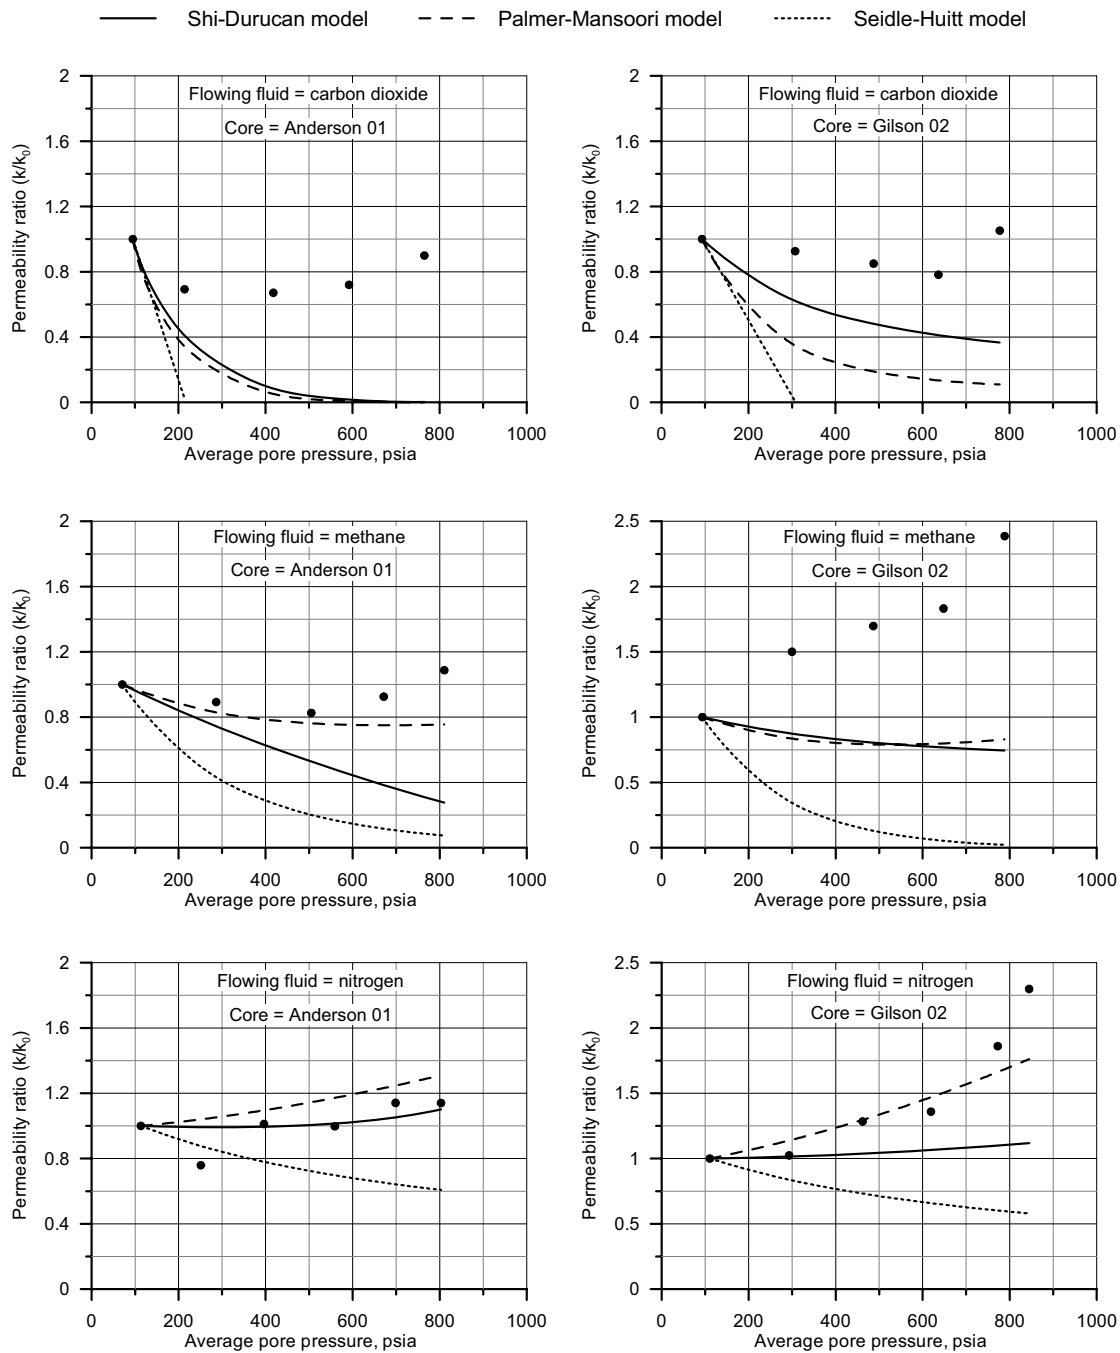 Shi-Durucan model Palmer-Mansoori model Seidle-Huitt model
Flowing fluid = carbon dioxide
Core = Anderson 01
Permeability ratio (k/k0)
2
1.6
1.2
0.8
0.4
0
0 200 400 600 800 1000
Average pore pressure, psia
Flowing fluid = carbon dioxide
Core = Gilson 02
Permeability ratio (k/k0)
2
1.6
1.2
0.8
0.4
0
0 200 400 600 800 1000
Average pore pressure, psia
Flowing fluid = methane
Core = Anderson 01
Permeability ratio (k/k0)
2
1.6
1.2
0.8
0.4
0
0 200 400 600 800 1000
Average pore pressure, psia
Flowing fluid = methane
Core = Gilson 02
Permeability ratio (k/k0)
2.5
2
1.5
1
0.5
0
0 200 400 600 800 1000
Average pore pressure, psia
Flowing fluid = nitrogen
Core = Anderson 01
Permeability ratio (k/k0)
2
1.6
1.2
0.8
0.4
0
0 200 400 600 800 1000
Average pore pressure, psia
Flowing fluid = nitrogen
Core = Gilson 02
Permeability ratio (k/k0)
2.5
2
1.5
1
0.5
0
0 200 400 600 800 1000
Average pore pressure, psia